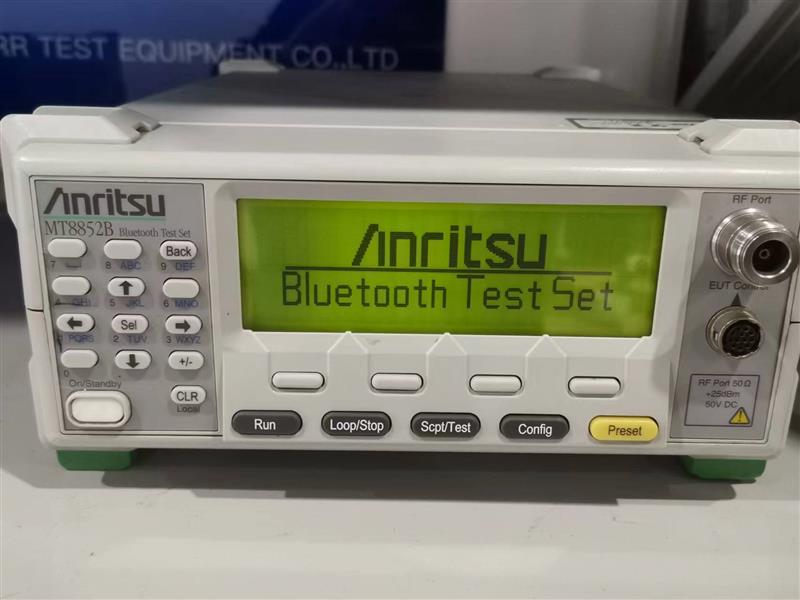 RR TEST EQUIPMENT CO.,LTD
Anritsu
MT8852B Bluetooth Test Set
Back
7
8 ABC
9 DEF
4 GHI
5 JKL
6 MNO
Sel
PQRS
2 TUV
3 WXYZ
+/-
0
On/Standby
CLR
Local
Anritsu
Bluetooth Test Set
Run
Loop/Stop
Scpt/Test
Config
Preset
RF Port
EUT Control
RF Port 50 Ω
+25dBm
50V DC